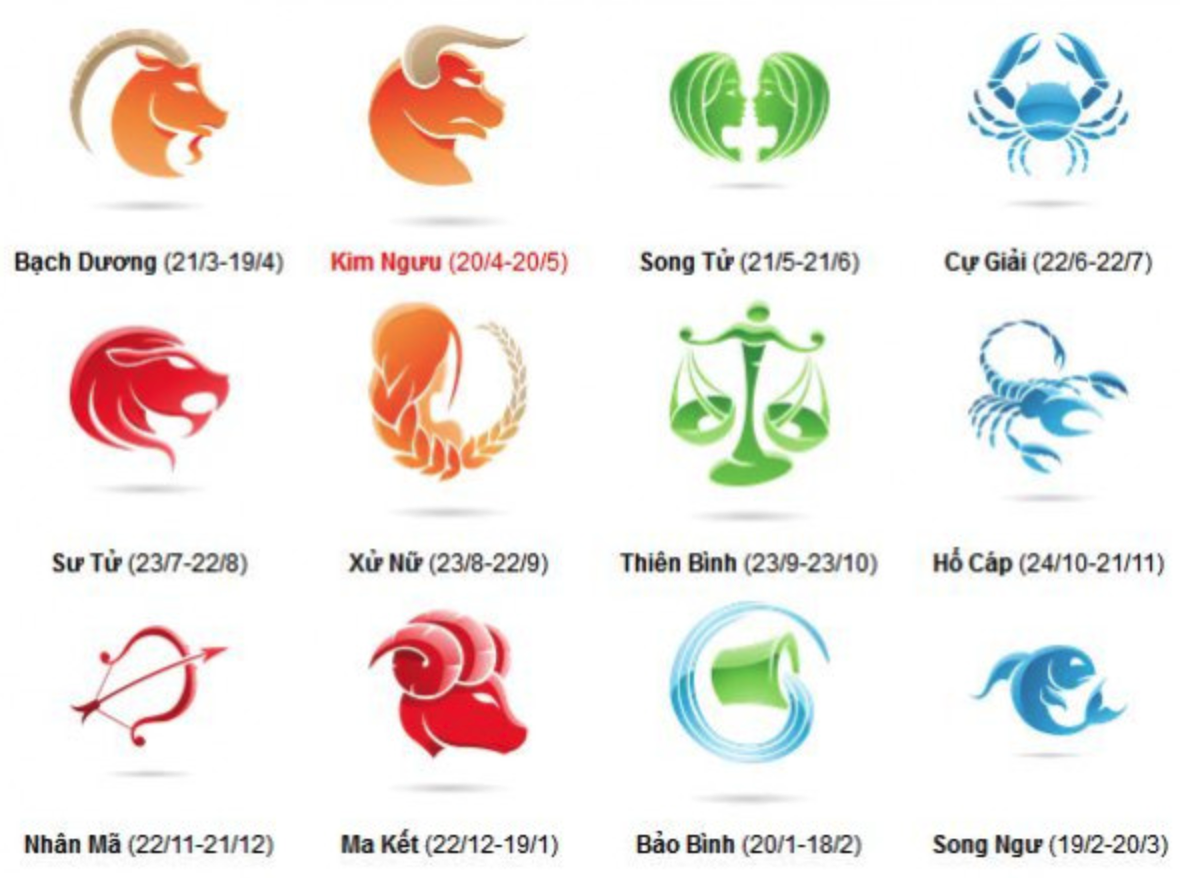 Bạch Dương (21/3-19/4)
Kim Ngưu (20/4-20/5)
Song Tử (21/5-21/6)
Cự Giải (22/6-22/7)
Sư Tử (23/7-22/8)
Xử Nữ (23/8-22/9)
Thiên Bình (23/9-23/10)
Hổ Cáp (24/10-21/11)
Nhân Mã (22/11-21/12)
Ma Kết (22/12-19/1)
Bảo Bình (20/1-18/2)
Song Ngư (19/2-20/3)